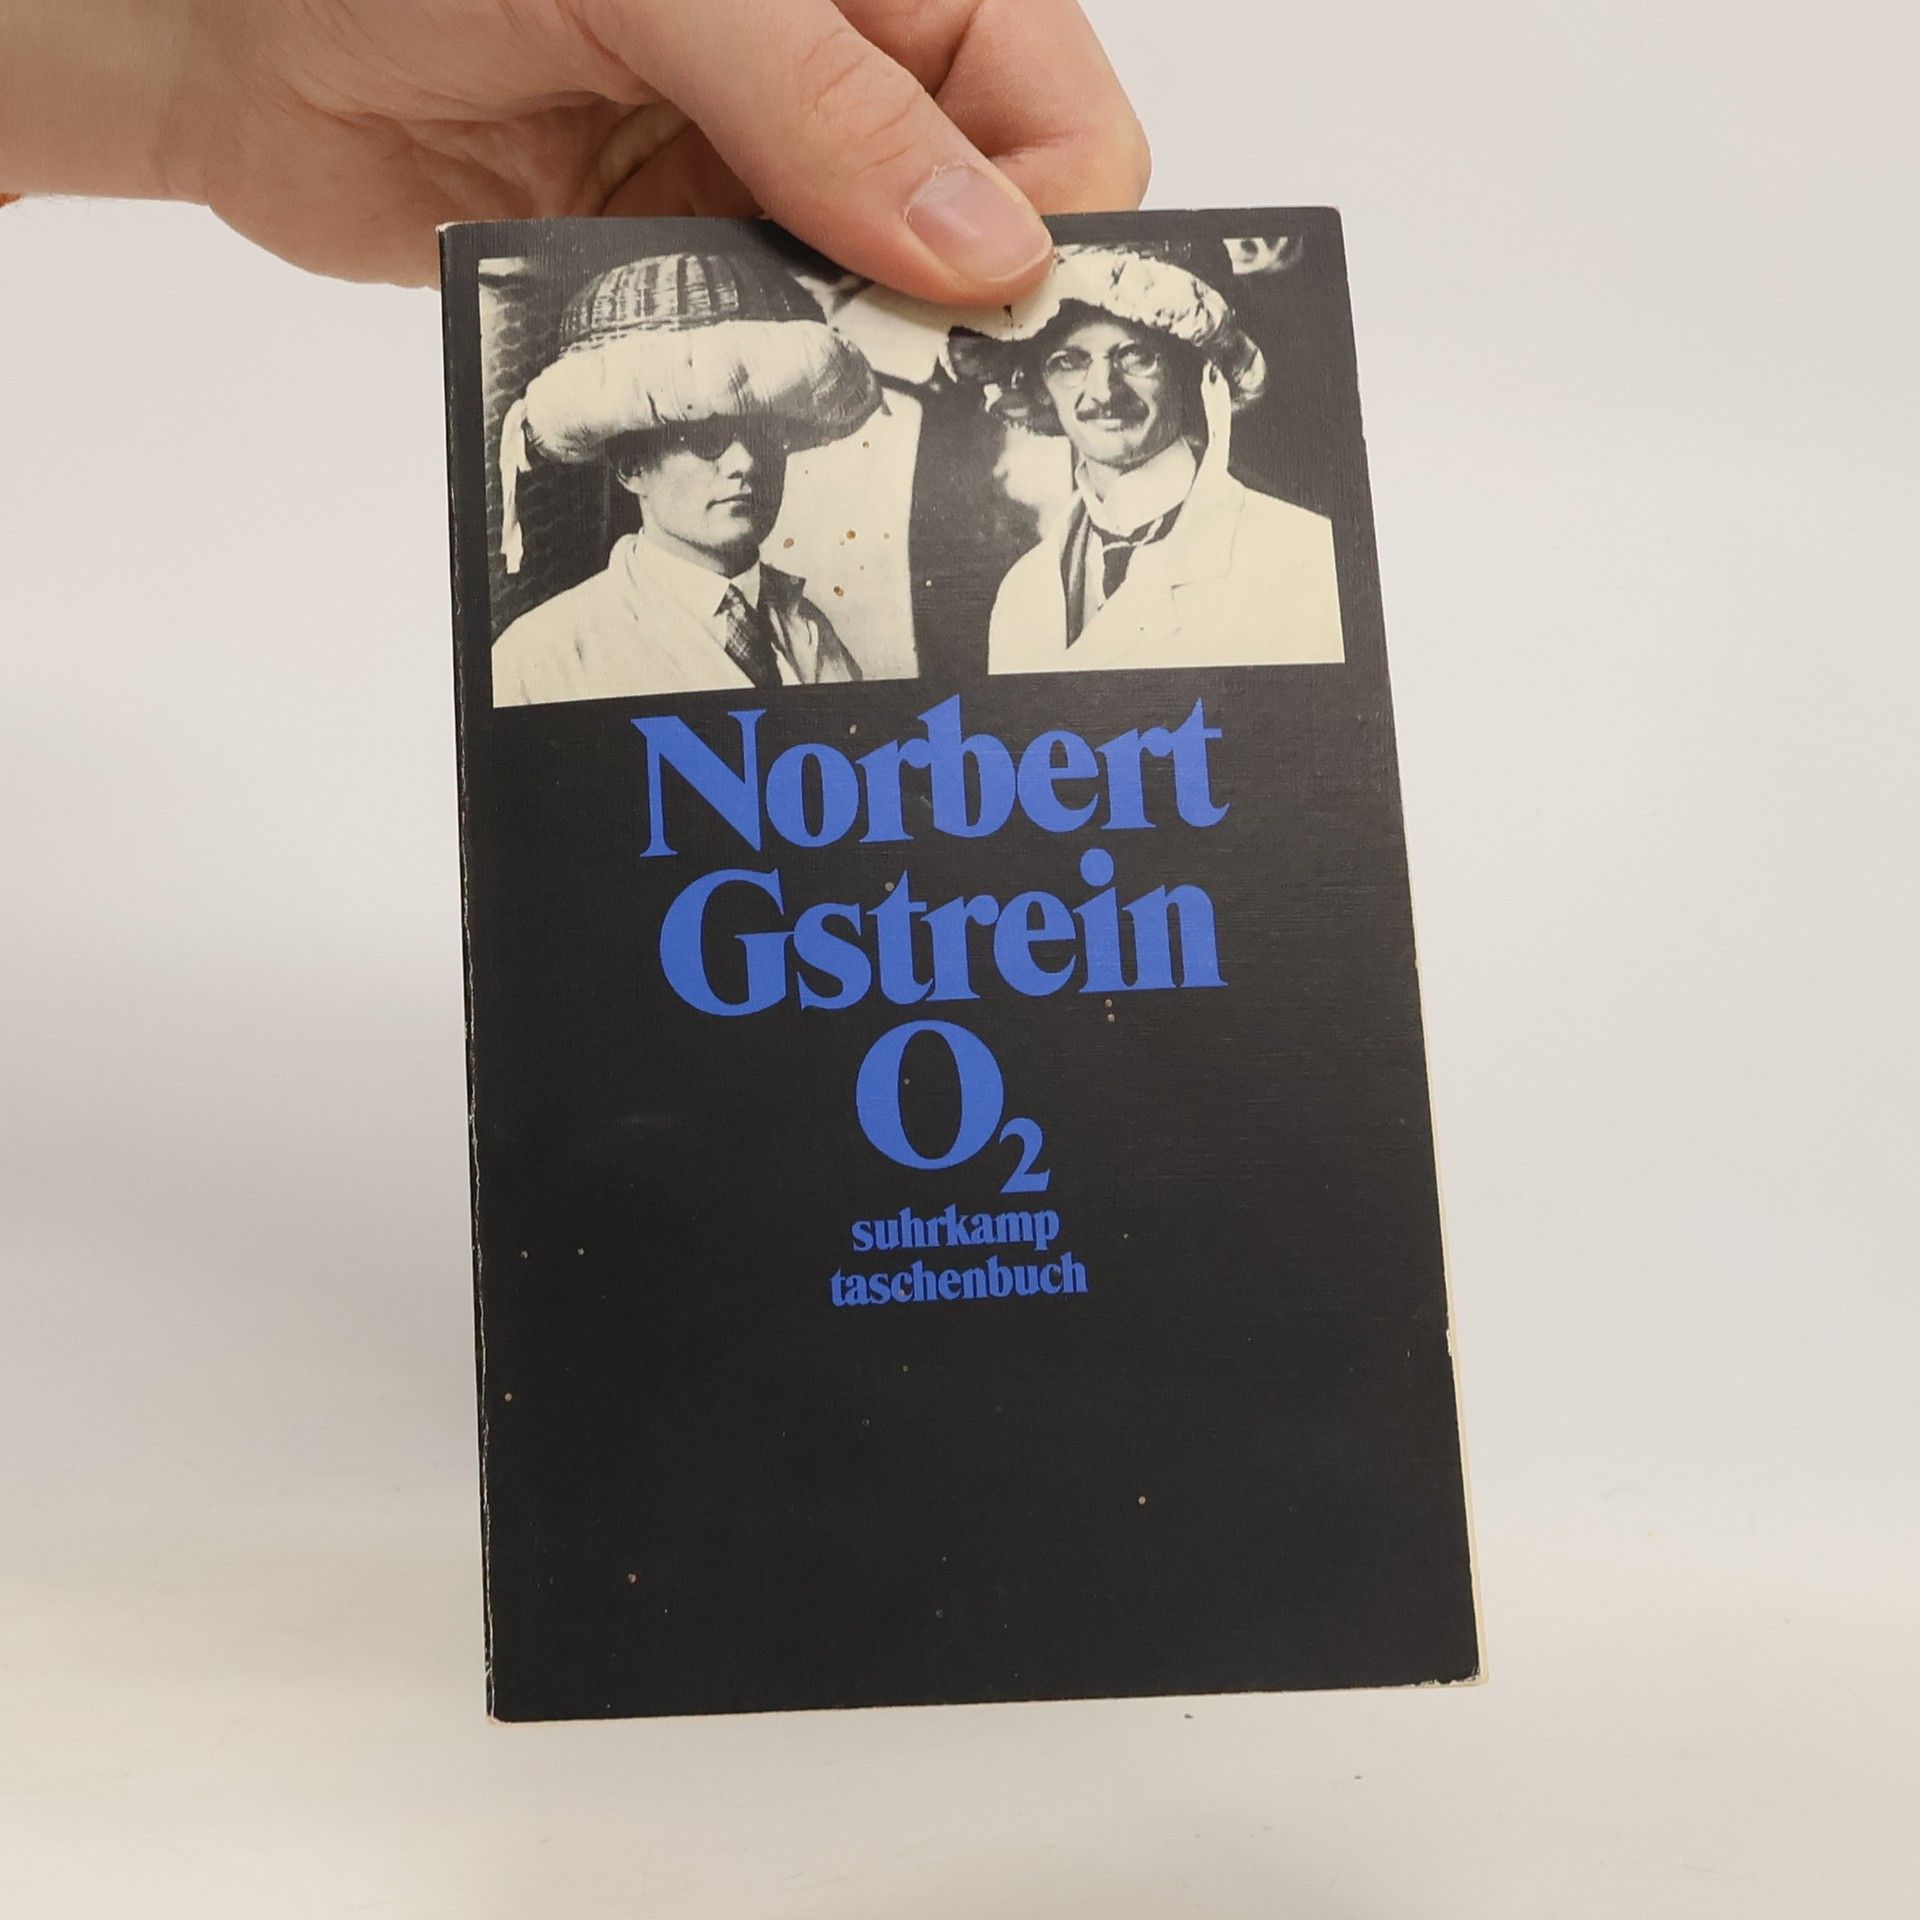 Norbert
Gstrein
O₂
suhrkamp
taschenbuch